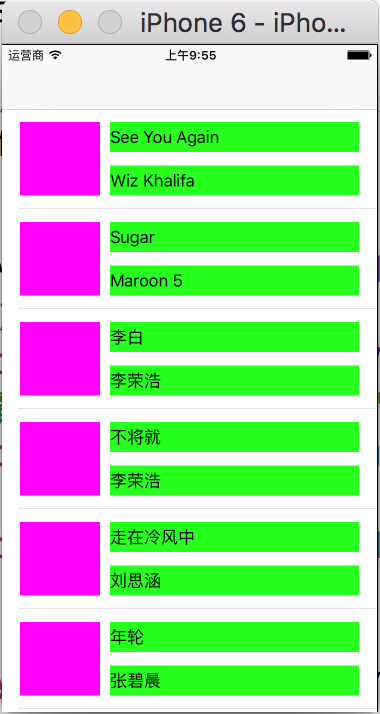 iPhone 6 - iPho...
运营商 上午9:55
See You Again
Wiz Khalifa
Sugar
Maroon 5
李白
李荣浩
不将就
李荣浩
走在冷风中
刘思涵
年轮
张碧晨